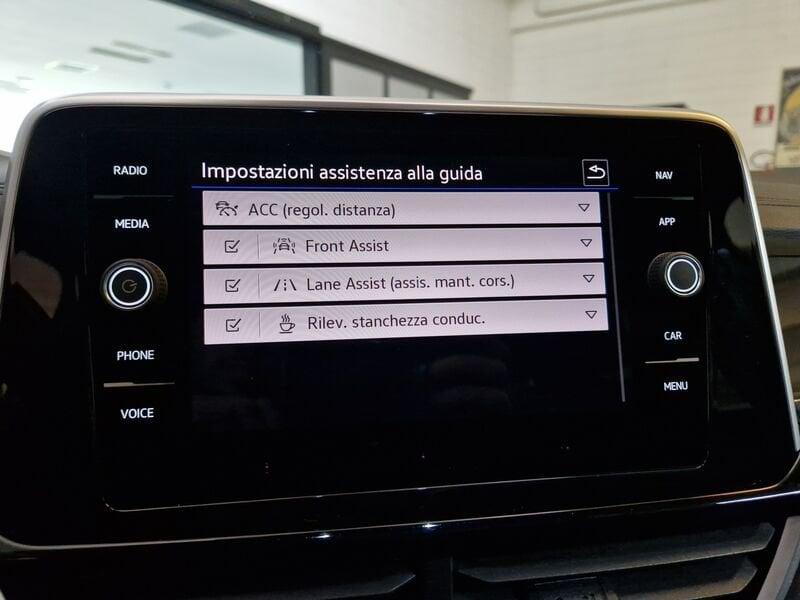 RADIO
MEDIA
PHONE
VOICE
Impostazioni assistenza alla guida
ACC (regol. distanza)
Front Assist
Lane Assist (assis. mant. cors.)
Rilev. stanchezza conduc.
NAV
APP
CAR
MENU